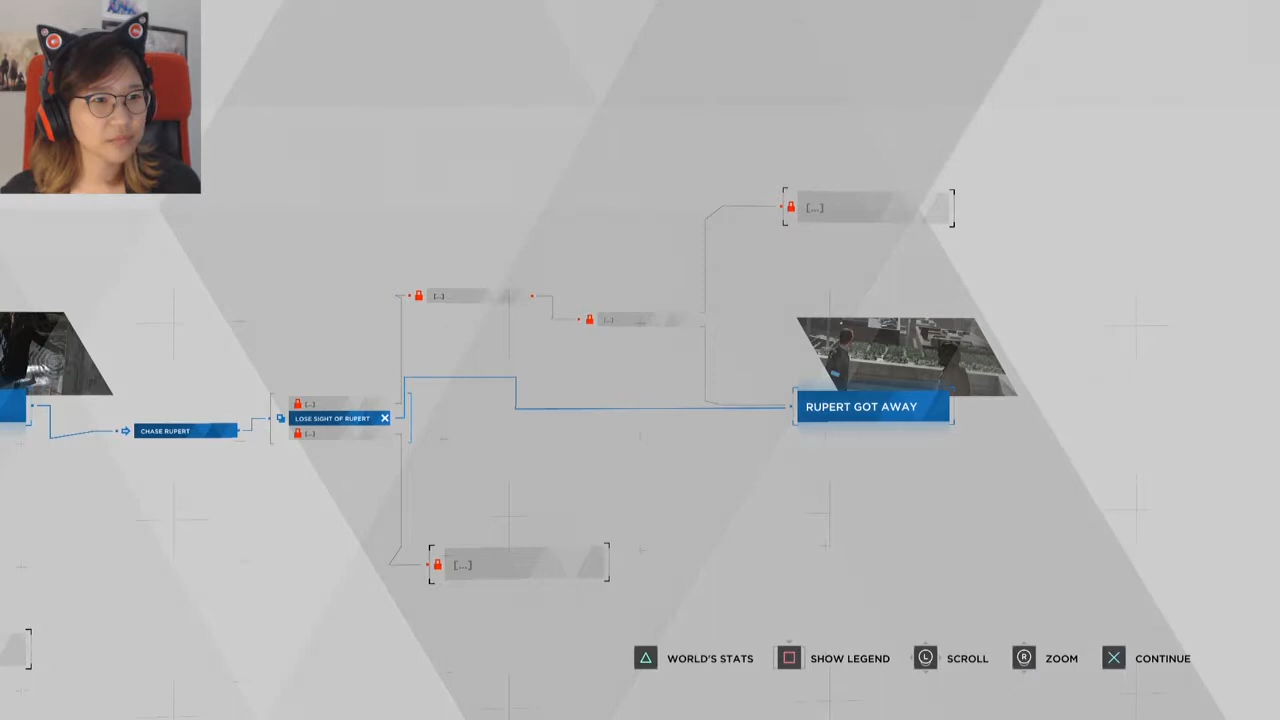 [...]
[...]
[...]
[...]
LOSE SIGHT OF RUPERT
[...]
CHASE RUPERT
RUPERT GOT AWAY
[...]
WORLD'S STATS
SHOW LEGEND
L
SCROLL
R
ZOOM
CONTINUE